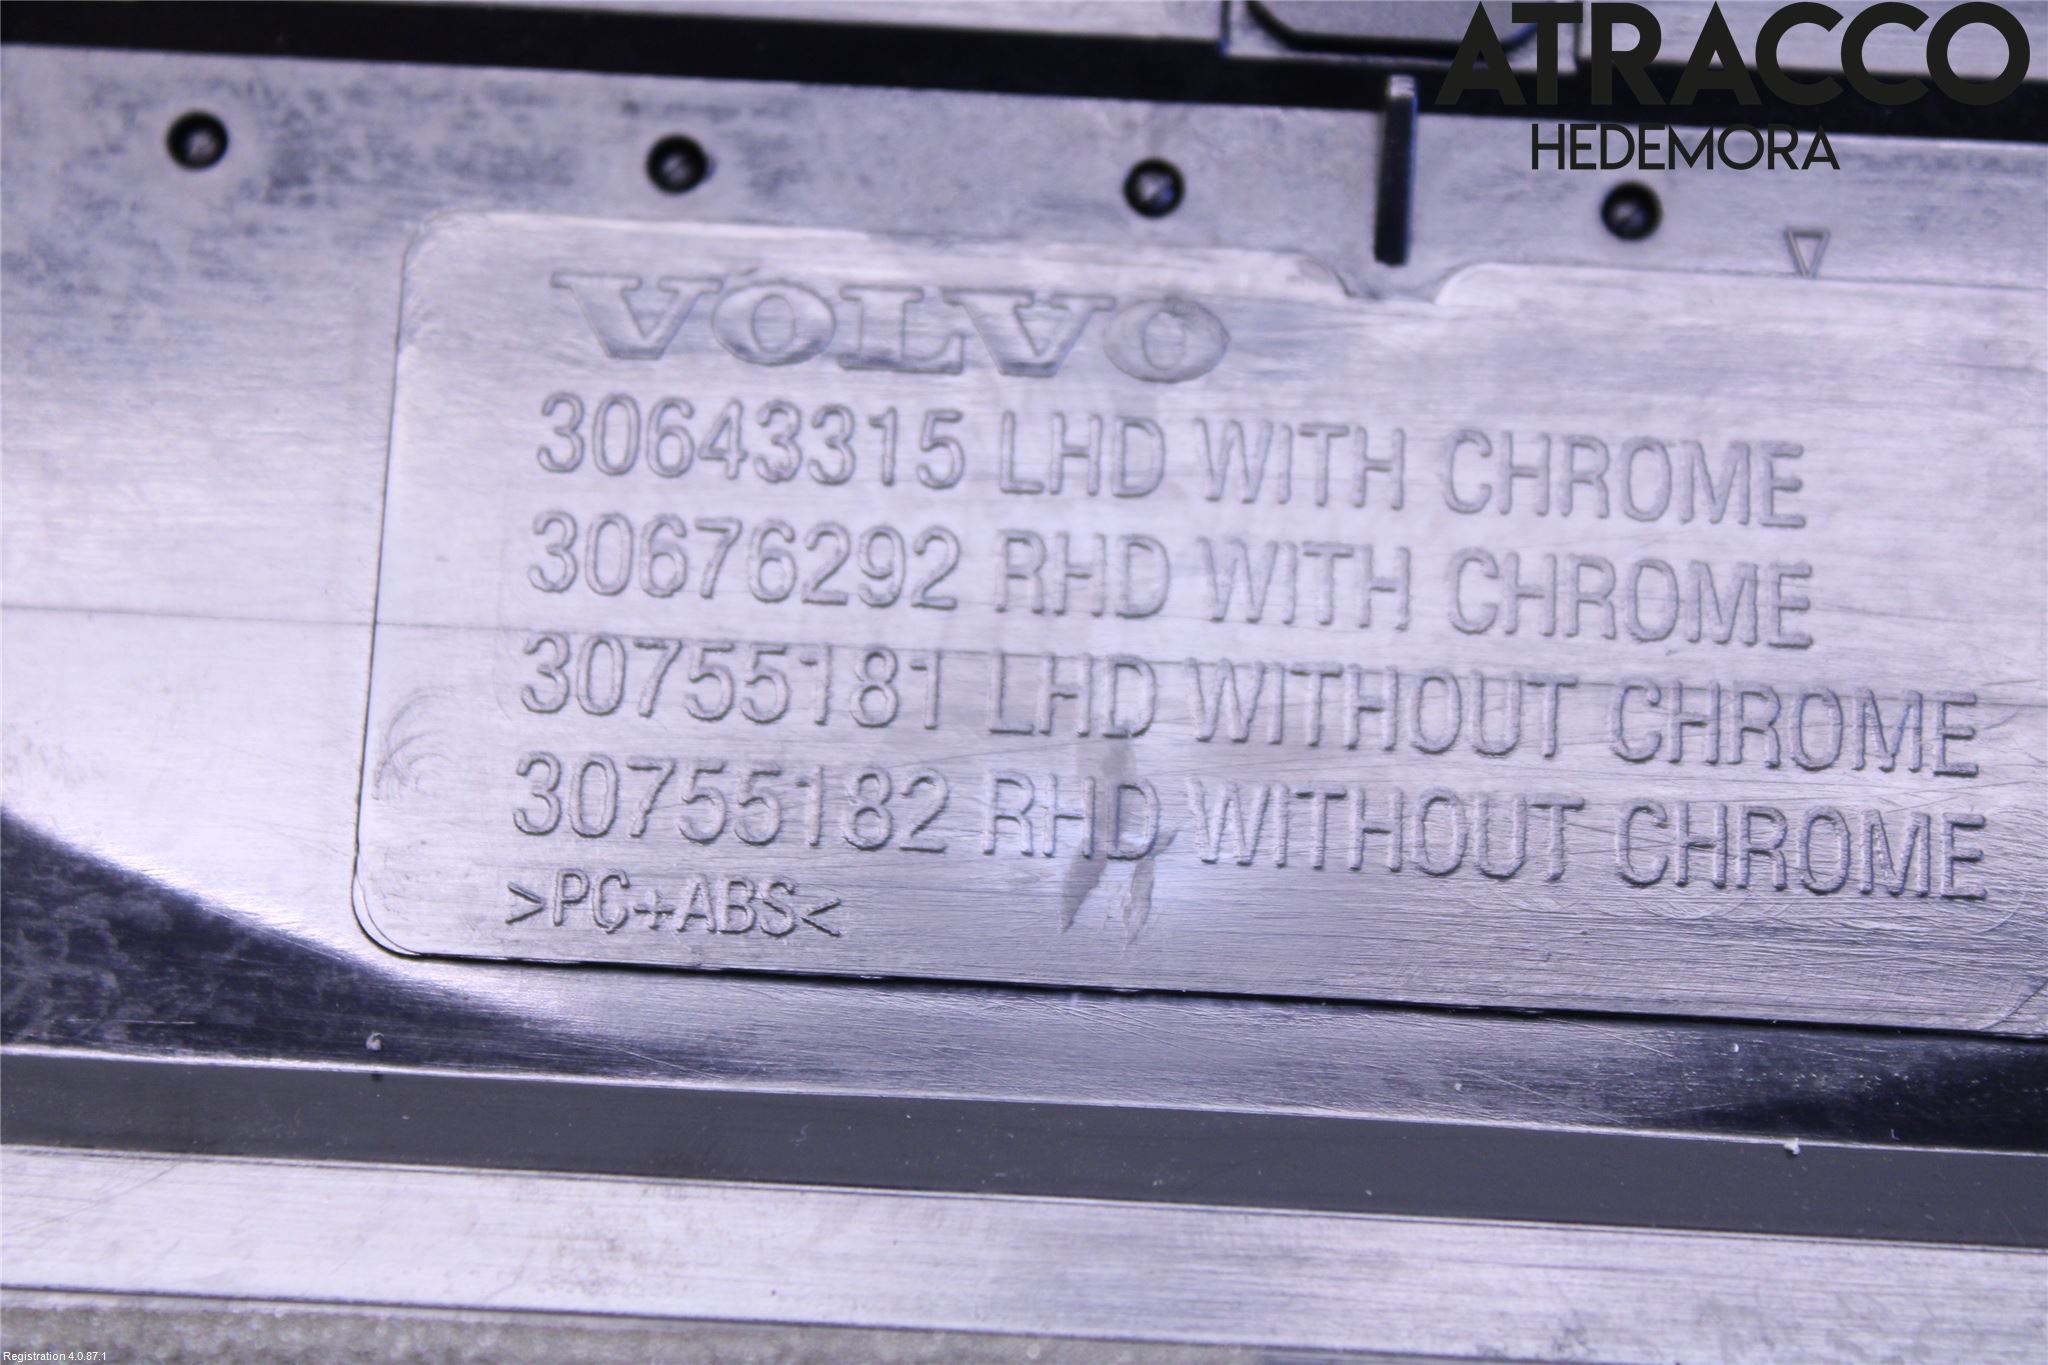 ATRACCO
HEDEMORA
VOLVO
30643315 LHD WITH CHROME
30676292 RHD WITH CHROME
30755181 LHD WITHOUT CHROME
30755182 RHD WITHOUT CHROME
>PC+ABS<
Registration 4.0.87.1